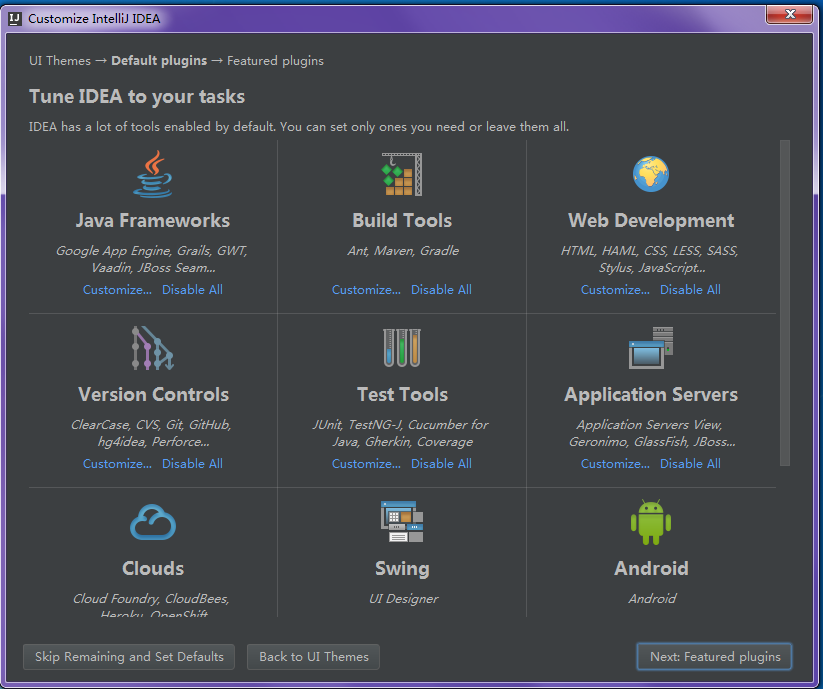 Customize IntelliJ IDEA
UI Themes → Default plugins → Featured plugins
Tune IDEA to your tasks
IDEA has a lot of tools enabled by default. You can set only ones you need or leave them all.
Java Frameworks
Google App Engine, Grails, GWT,
Vaadin, JBoss Seam...
Customize... Disable All
Build Tools
Ant, Maven, Gradle
Customize... Disable All
Web Development
HTML, HAML, CSS, LESS, SASS,
Stylus, JavaScript...
Customize... Disable All
Version Controls
ClearCase, CVS, Git, GitHub,
hg4idea, Perforce...
Customize... Disable All
Test Tools
JUnit, TestNG-J, Cucumber for
Java, Gherkin, Coverage
Customize... Disable All
Application Servers
Application Servers View,
Geronimo, GlassFish, JBoss...
Customize... Disable All
Clouds
Cloud Foundry, CloudBees,
Heroku, OpenShift
Swing
UI Designer
Android
Android
Skip Remaining and Set Defaults
Back to UI Themes
Next: Featured plugins